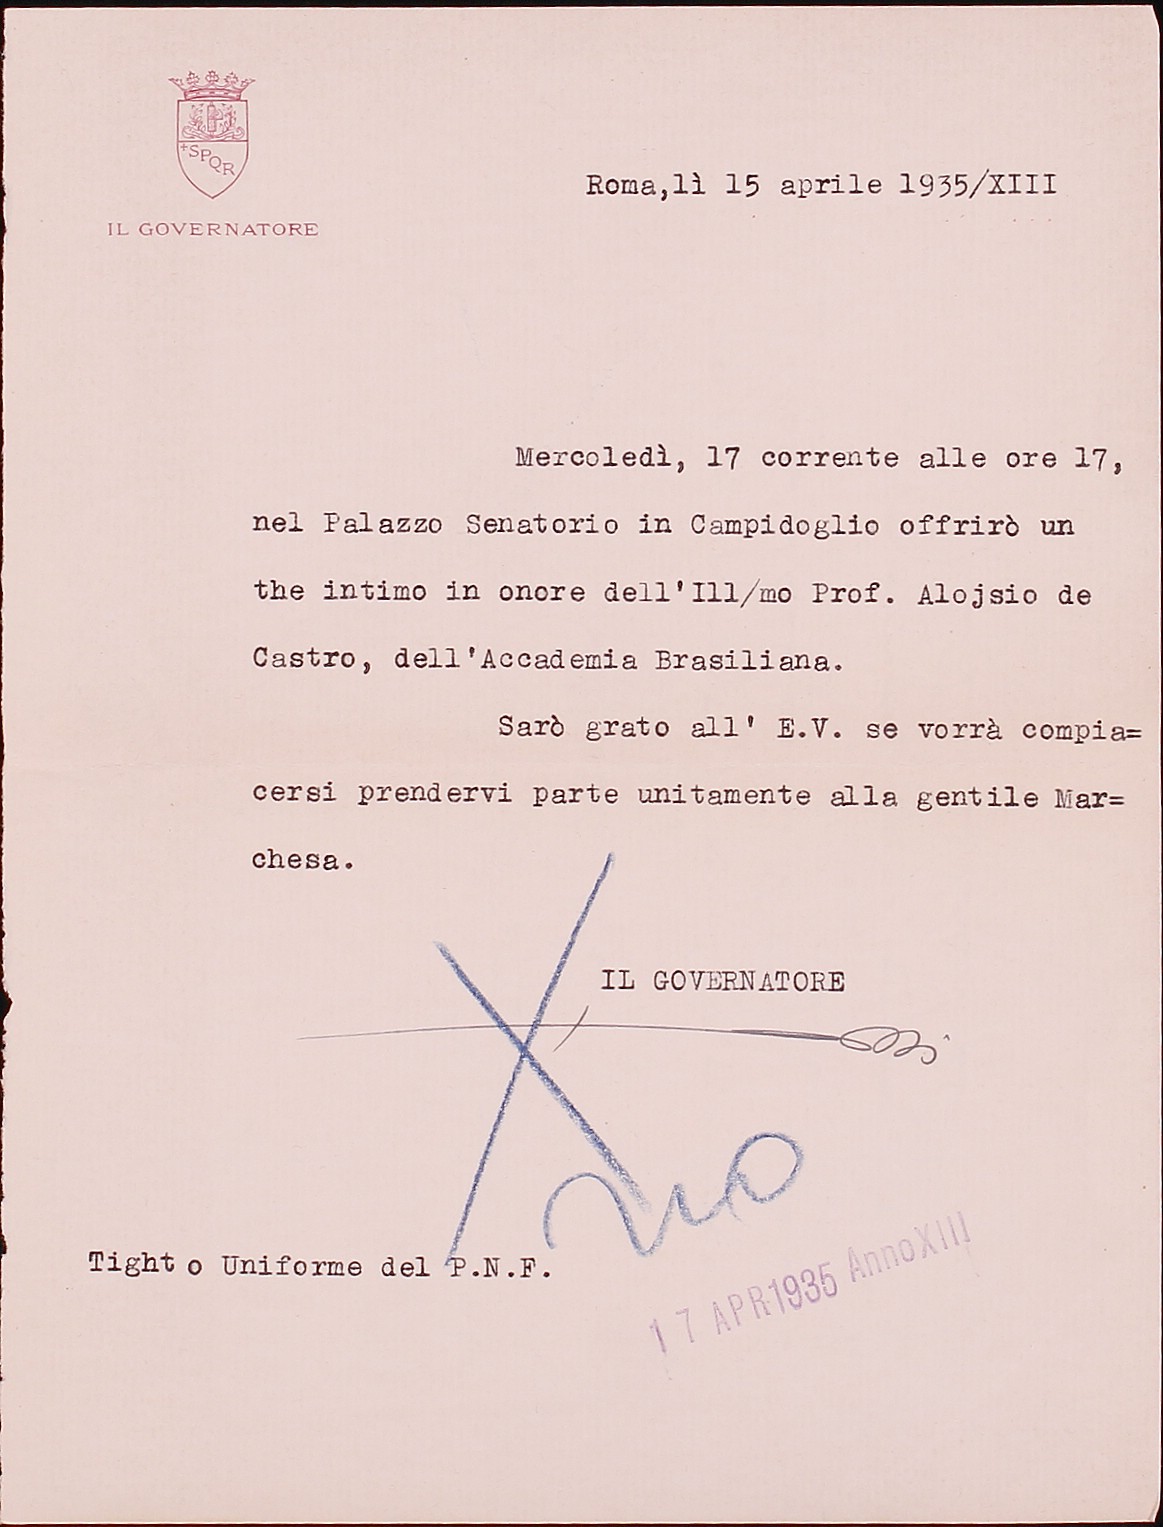 +SPQR
IL GOVERNATORE
Roma,lì 15 aprile 1935/XIII
Mercoledì, 17 corrente alle ore 17,
nel Palazzo Senatorio in Campidoglio offrirò un
the intimo in onore dell'Ill/mo Prof. Alojsio de
Castro, dell'Accademia Brasiliana.
Sarò grato all' E.V. se vorrà compia=
cersi prendervi parte unitamente alla gentile Mar=
chesa.
IL GOVERNATORE
Tight o Uniforme del P.N.F.
17 APR 1935 Anno XIII